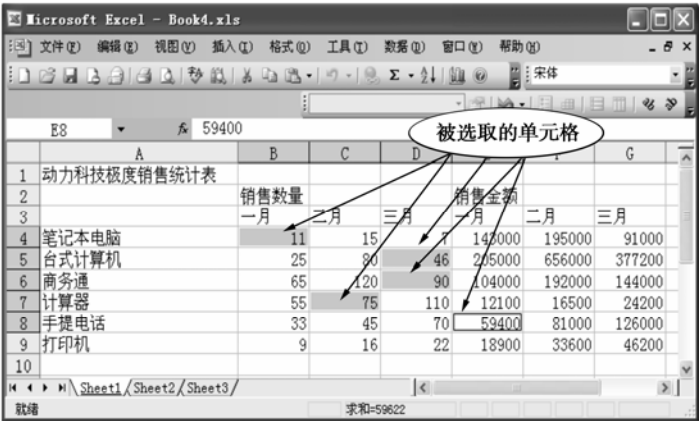 Microsoft Excel - Book4.xls
文件(F) 编辑(E) 视图(V) 插入(I) 格式(O) 工具(T) 数据(D) 窗口(W) 帮助(H)
宋体
E8 fx 59400
被选取的单元格
A B C D F G
1 动力科技极度销售统计表
2 销售数量 销售金额
3 一月 二月 三月 一月 二月 三月
4 笔记本电脑 11 15 7 143000 195000 91000
5 台式计算机 25 80 46 205000 656000 377200
6 商务通 65 120 90 104000 192000 144000
7 计算器 55 75 110 12100 16500 24200
8 手提电话 33 45 70 59400 81000 126000
9 打印机 9 16 22 18900 33600 46200
10
Sheet1 Sheet2 Sheet3
就绪 求和=59622